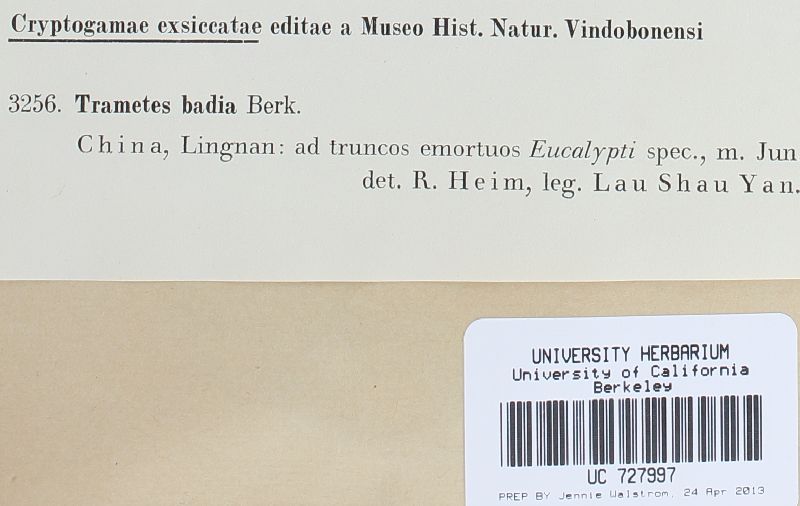 Cryptogamae exsiccatae editae a Museo Hist. Natur. Vindobonensi
3256. Trametes badia Berk.
China, Lingnan: ad truncos emortuos Eucalypti spec., m. Jun
det. R. Heim, leg. Lau Shau Yan.
UNIVERSITY HERBARIUM
University of California
Berkeley
UC 727997
PREP BY Jennie Walstrom, 24 Apr 2013